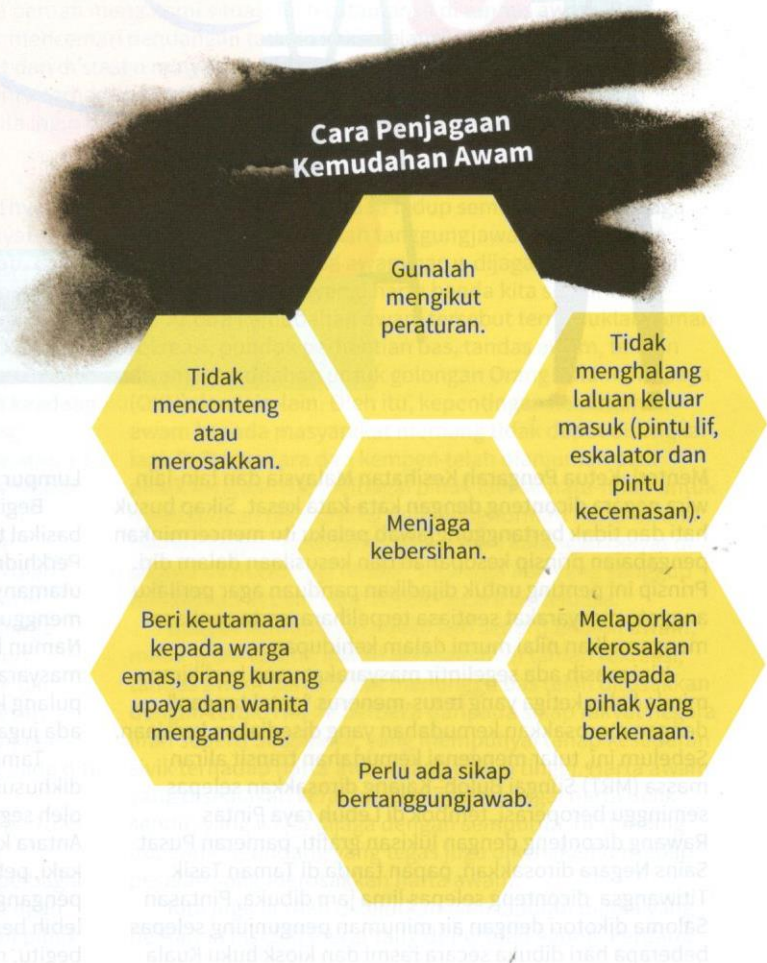 Cara Penjagaan
Kemudahan Awam
Gunalah
mengikut
peraturan.
Tidak
menconteng
atau
merosakkan.
Tidak
menghalang
laluan keluar
masuk (pintu lif,
eskalator dan
pintu
kecemasan).
Menjaga
kebersihan.
Beri keutamaan
kepada warga
emas, orang kurang
upaya dan wanita
mengandung.
Melaporkan
kerosakan
kepada
pihak yang
berkenaan.
Perlu ada sikap
bertanggungjawab.